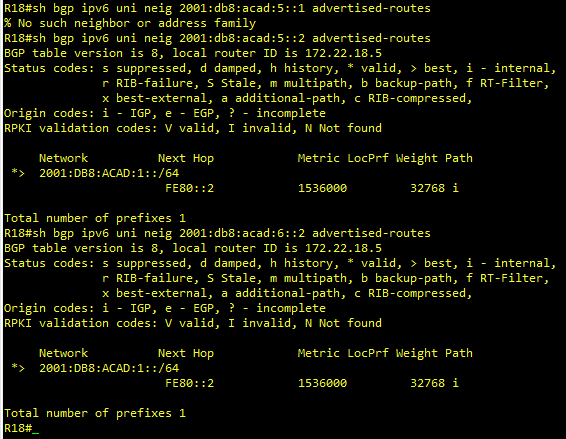 R18#sh bgp ipv6 uni neig 2001:db8:acad:5::1 advertised-routes
% No such neighbor or address family
R18#sh bgp ipv6 uni neig 2001:db8:acad:5::2 advertised-routes
BGP table version is 8, local router ID is 172.22.18.5
Status codes: s suppressed, d damped, h history, * valid, > best, i - internal,
              r RIB-failure, S Stale, m multipath, b backup-path, f RT-Filter,
              x best-external, a additional-path, c RIB-compressed,
Origin codes: i - IGP, e - EGP, ? - incomplete
RPKI validation codes: V valid, I invalid, N Not found

     Network          Next Hop            Metric LocPrf Weight Path
 *>  2001:DB8:ACAD:1::/64
                       FE80::2            1536000         32768 i

Total number of prefixes 1
R18#sh bgp ipv6 uni neig 2001:db8:acad:6::2 advertised-routes
BGP table version is 8, local router ID is 172.22.18.5
Status codes: s suppressed, d damped, h history, * valid, > best, i - internal,
              r RIB-failure, S Stale, m multipath, b backup-path, f RT-Filter,
              x best-external, a additional-path, c RIB-compressed,
Origin codes: i - IGP, e - EGP, ? - incomplete
RPKI validation codes: V valid, I invalid, N Not found

     Network          Next Hop            Metric LocPrf Weight Path
 *>  2001:DB8:ACAD:1::/64
                       FE80::2            1536000         32768 i

Total number of prefixes 1
R18#_